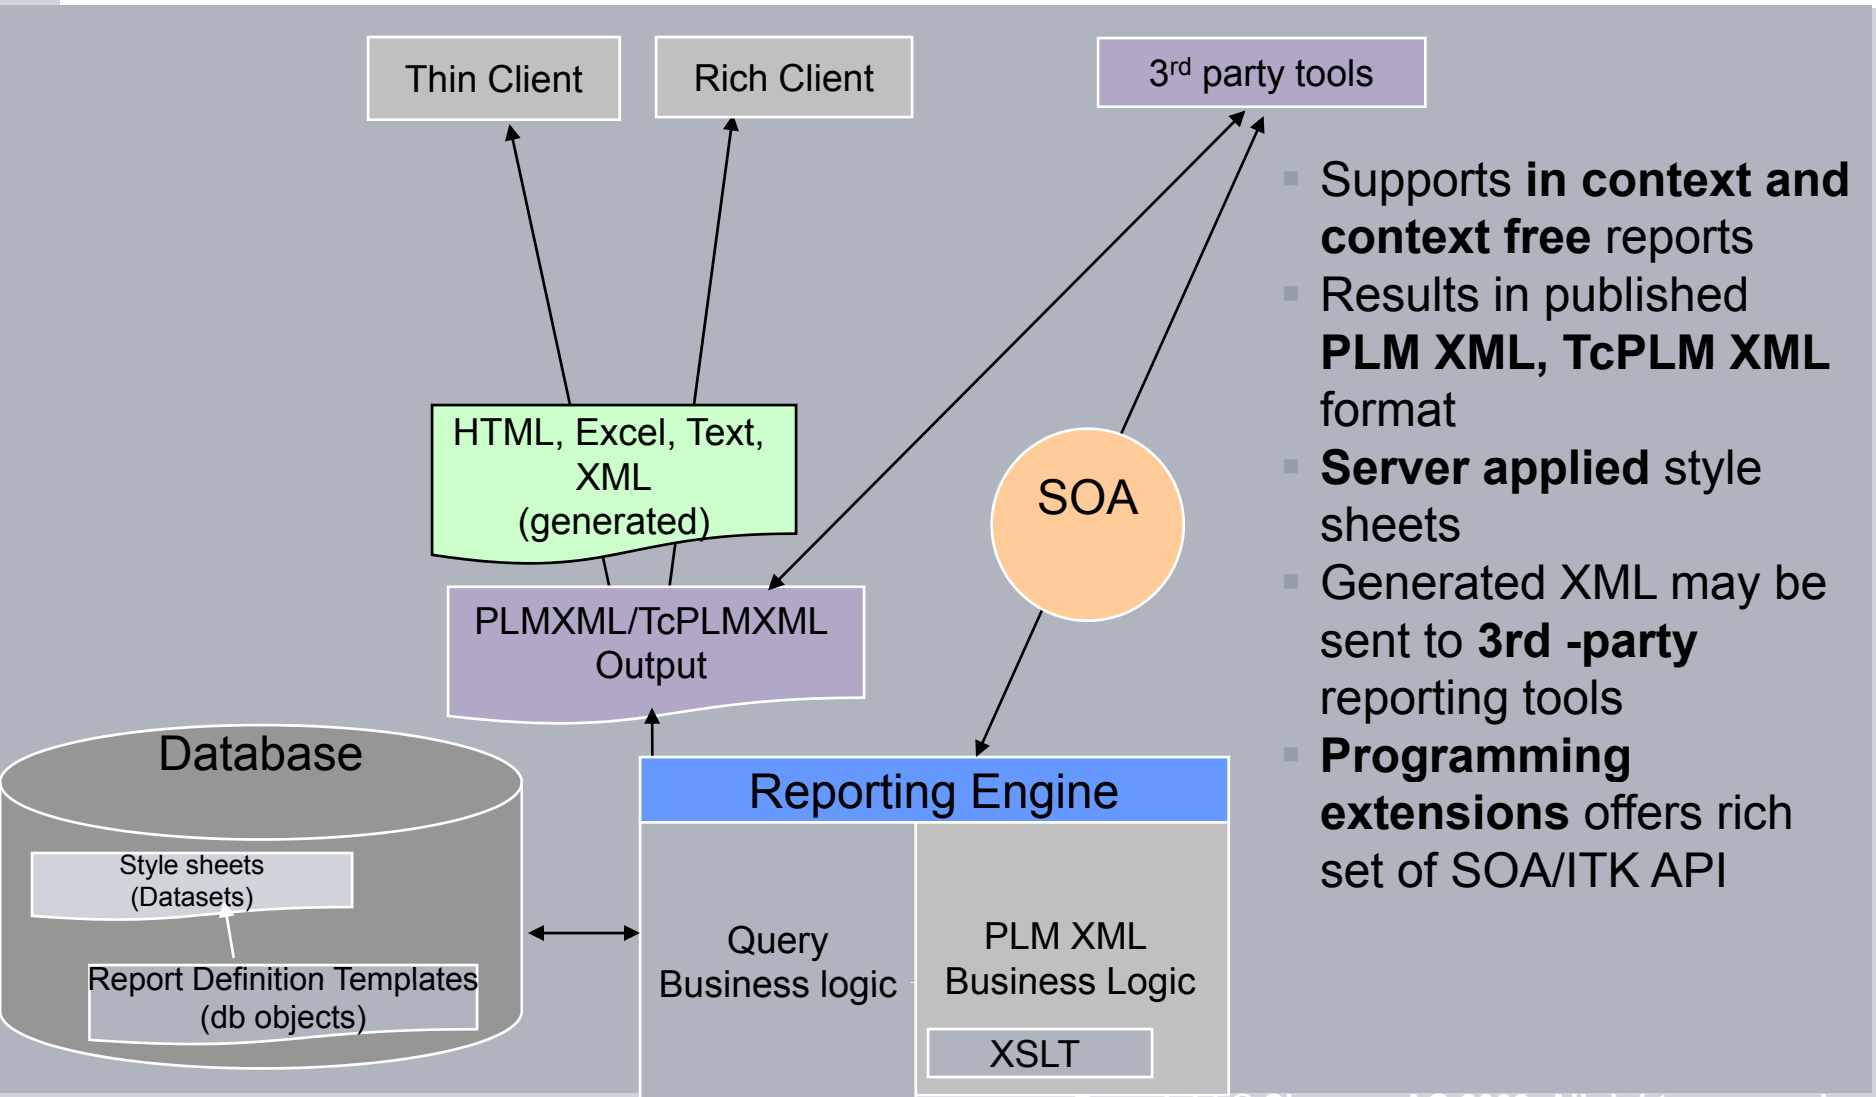 Thin Client
Rich Client
3rd party tools
HTML, Excel, Text,
XML
(generated)
SOA
PLMXML/TcPLMXML
Output
Database
Style sheets
(Datasets)
Report Definition Templates
(db objects)
Reporting Engine
Query
Business logic
PLM XML
Business Logic
XSLT
Supports in context and
context free reports
Results in published
PLM XML, TcPLM XML
format
Server applied style
sheets
Generated XML may be
sent to 3rd -party
reporting tools
Programming
extensions offers rich
set of SOA/ITK API